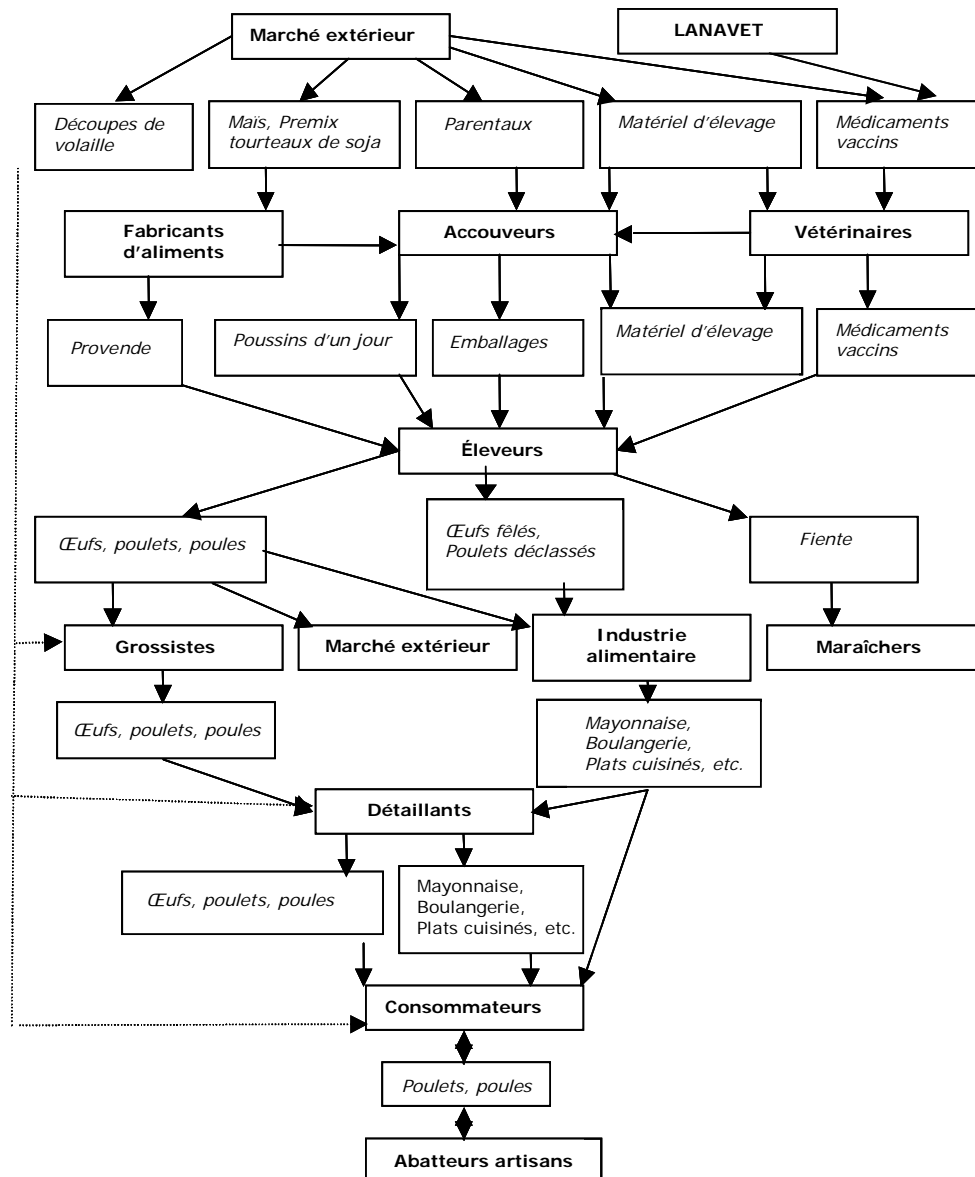 Marché extérieur
LANAVET
Découpes de
volaille
Maïs, Premix
tourteaux de soja
Parentaux
Matériel d'élevage
Médicaments
vaccins
Fabricants
d'aliments
Accouveurs
Vétérinaires
Provende
Poussins d'un jour
Emballages
Matériel d'élevage
Médicaments
vaccins
Éleveurs
Œufs, poulets, poules
Œufs fêlés,
Poulets déclassés
Fiente
Grossistes
Marché extérieur
Industrie
alimentaire
Maraîchers
Œufs, poulets, poules
Mayonnaise,
Boulangerie,
Plats cuisinés, etc.
Détaillants
Œufs, poulets, poules
Mayonnaise,
Boulangerie,
Plats cuisinés, etc.
Consommateurs
Poulets, poules
Abatteurs artisans